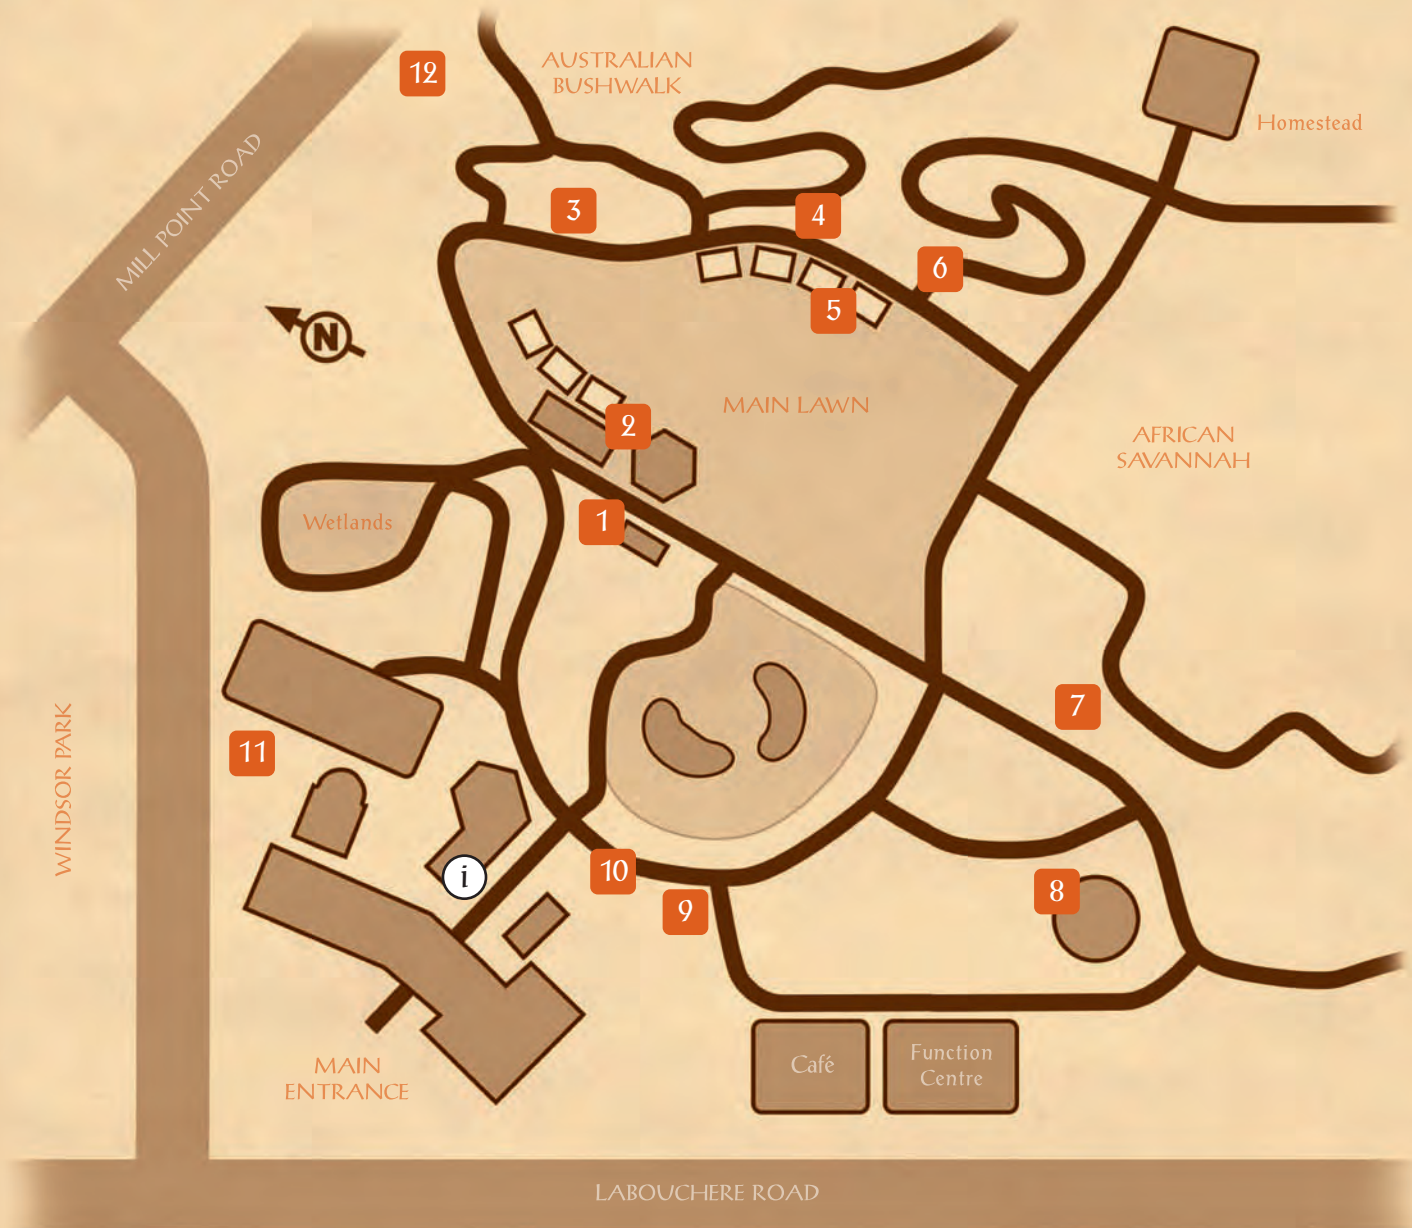 12
AUSTRALIAN
BUSHWALK
Homestead
MILL POINT ROAD
3
4
6
5
N
MAIN LAWN
2
AFRICAN
SAVANNAH
1
Wetlands
7
11
WINDSOR PARK
10
i
8
9
MAIN
ENTRANCE
Café
Function
Centre
LABOUCHERE ROAD